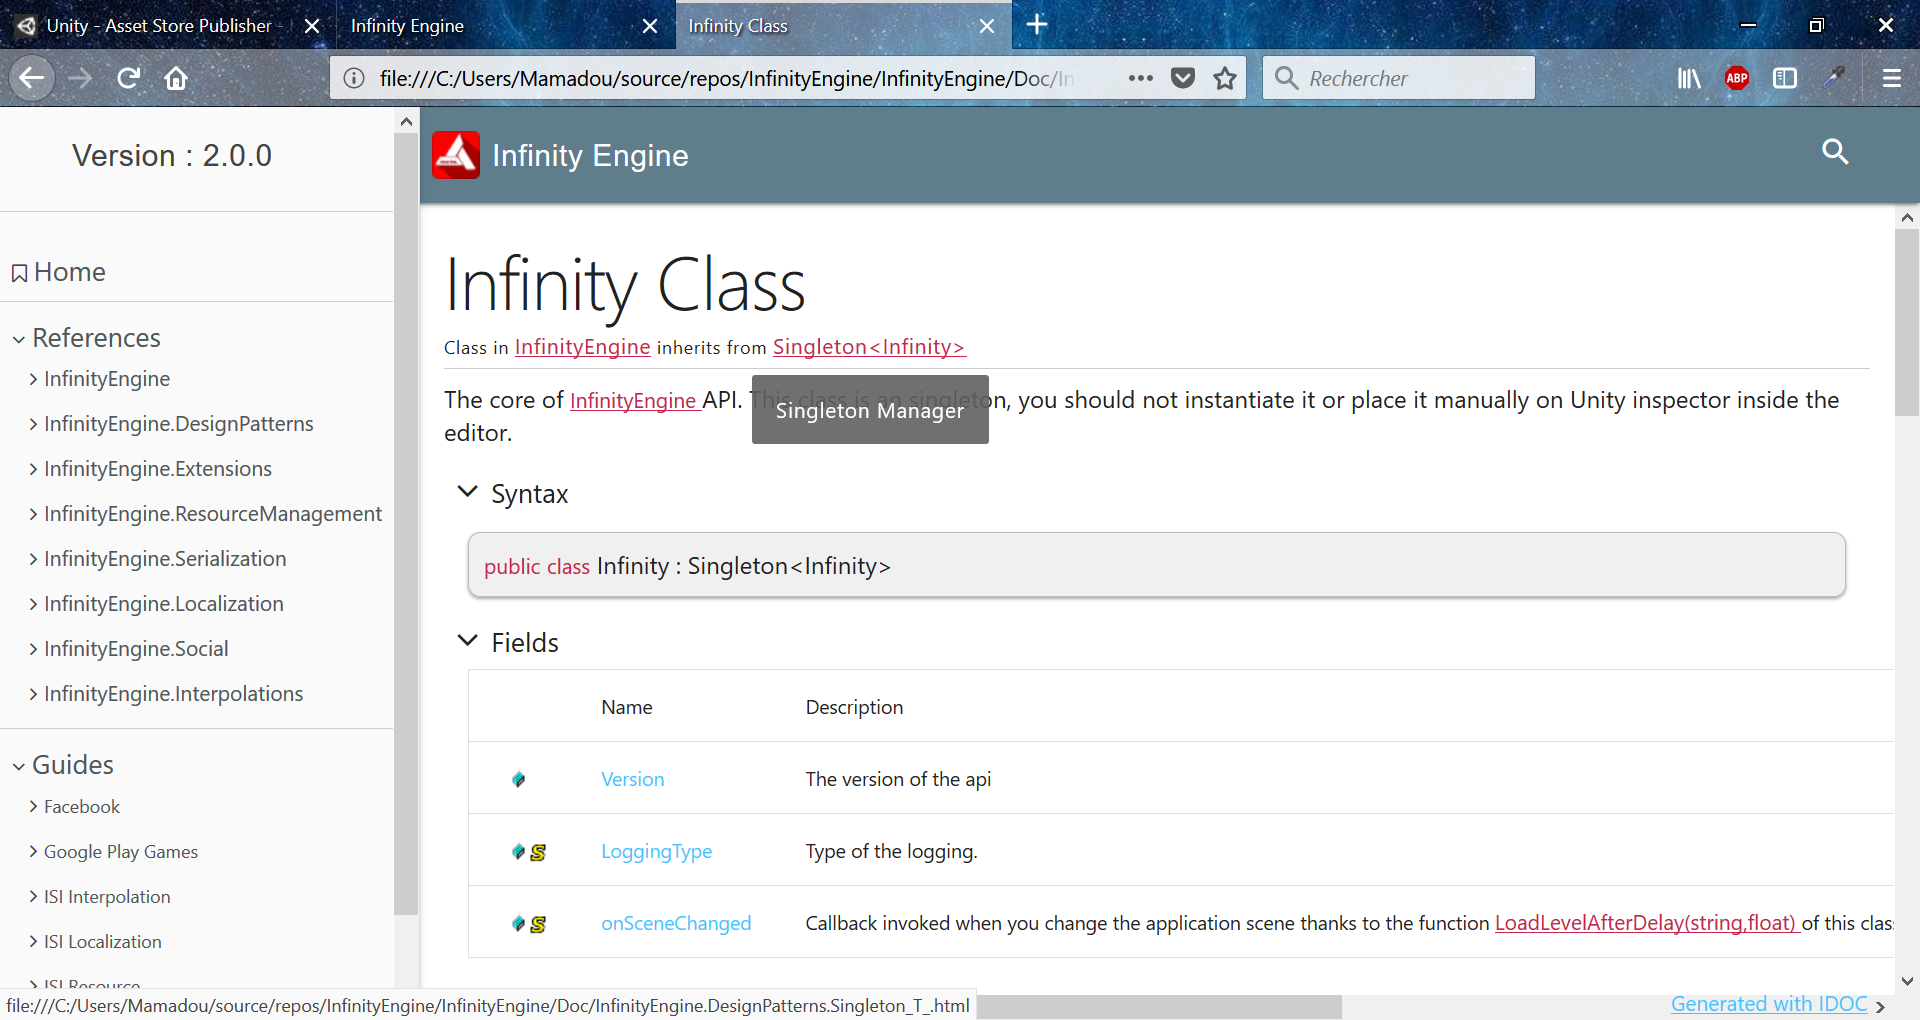 Unity - Asset Store Publisher
Infinity Engine
Infinity Class
file:///C:/Users/Mamadou/source/repos/InfinityEngine/InfinityEngine/Doc/In
Rechercher
ABP
Version : 2.0.0
Infinity Engine
Home
References
InfinityEngine
InfinityEngine.DesignPatterns
InfinityEngine.Extensions
InfinityEngine.ResourceManagement
InfinityEngine.Serialization
InfinityEngine.Localization
InfinityEngine.Social
InfinityEngine.Interpolations
Guides
Facebook
Google Play Games
ISI Interpolation
ISI Localization
ISI Resource
Infinity Class
Class in InfinityEngine inherits from Singleton<Infinity>
The core of InfinityEngine API. This class is an singleton, you should not instantiate it or place it manually on Unity inspector inside the
editor.
Singleton Manager
Syntax
public class Infinity : Singleton<Infinity>
Fields
Name Description
Version The version of the api
S LoggingType Type of the logging.
S onSceneChanged Callback invoked when you change the application scene thanks to the function LoadLevelAfterDelay(string,float) of this clas
file:///C:/Users/Mamadou/source/repos/InfinityEngine/InfinityEngine/Doc/InfinityEngine.DesignPatterns.Singleton_T_.html
Generated with IDOC